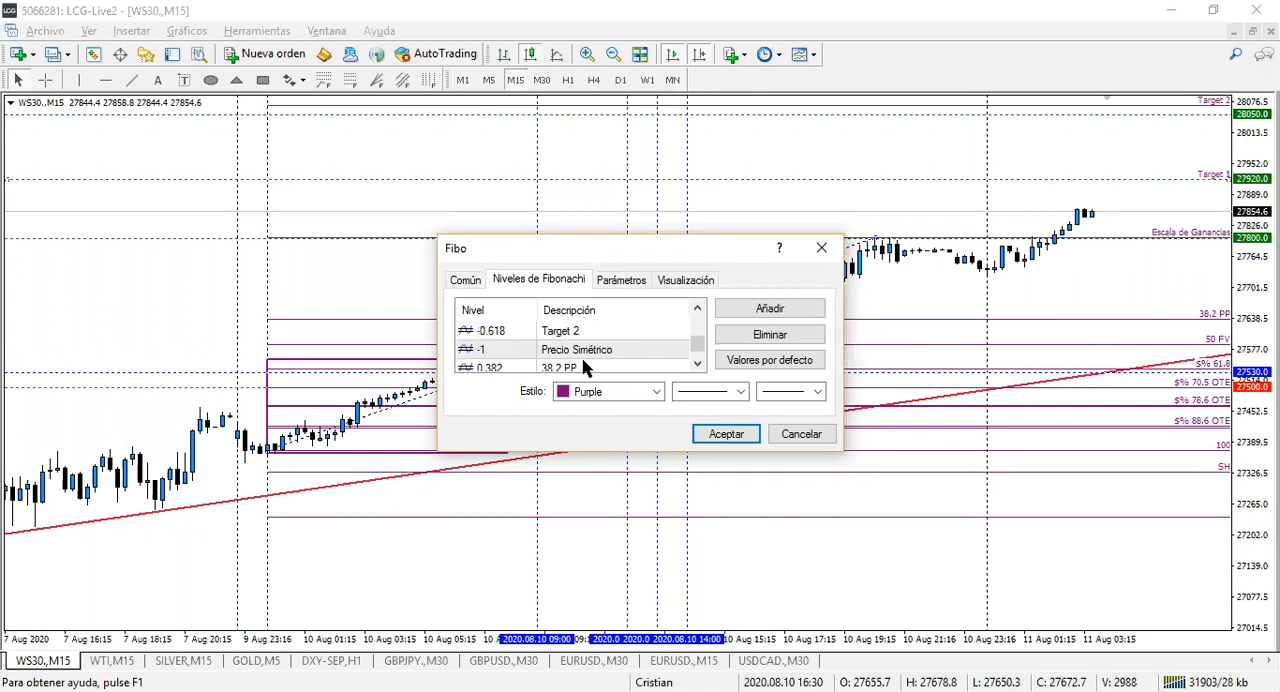 5066281: LCG-Live2 - [WS30.,M15]
Archivo Ver Insertar Gráficos Herramientas Ventana Ayuda
Nueva orden AutoTrading
M1 M5 M15 M30 H1 H4 D1 W1 MN
WS30.,M15 27844.4 27858.8 27844.4 27854.6
Target 2
28076.5
28050.0
28013.5
27952.0
Target 1
27920.0
27889.0
27854.6
27826.0
Escala de Ganancias
27800.0
27764.5
27701.5
38.2 PP
27638.5
50 FV
27577.0
S% 61.8
27530.0
S% 70.5 OTE
27500.0
S% 78.6 OTE
27452.5
S% 88.6 OTE
100
27389.5
SH
27326.5
27265.0
27202.0
27139.0
27077.5
27014.5
Fibo
Común Niveles de Fibonachi Parámetros Visualización
Nivel Descripción
-0.618 Target 2
-1 Precio Simétrico
0.382 38.2 PP
Añadir
Eliminar
Valores por defecto
Estilo: Purple
Aceptar Cancelar
7 Aug 2020 7 Aug 16:15 7 Aug 18:15 7 Aug 20:15 9 Aug 23:16 10 Aug 01:15 10 Aug 03:15 10 Aug 05:15 2020.08.10 09:00 2020.08.10 14:00 10 Aug 15:15 10 Aug 17:15 10 Aug 19:15 10 Aug 21:16 10 Aug 23:16 11 Aug 01:15 11 Aug 03:15
WS30.,M15 WTI,M15 SILVER,M15 GOLD,M5 DXY-SEP,H1 GBPJPY.,M30 GBPUSD.,M30 EURUSD.,M30 EURUSD.,M15 USDCAD.,M30
Para obtener ayuda, pulse F1 Cristian 2020.08.10 16:30 O: 27655.7 H: 27678.8 L: 27650.3 C: 27672.7 V: 2988 31903/28 kb